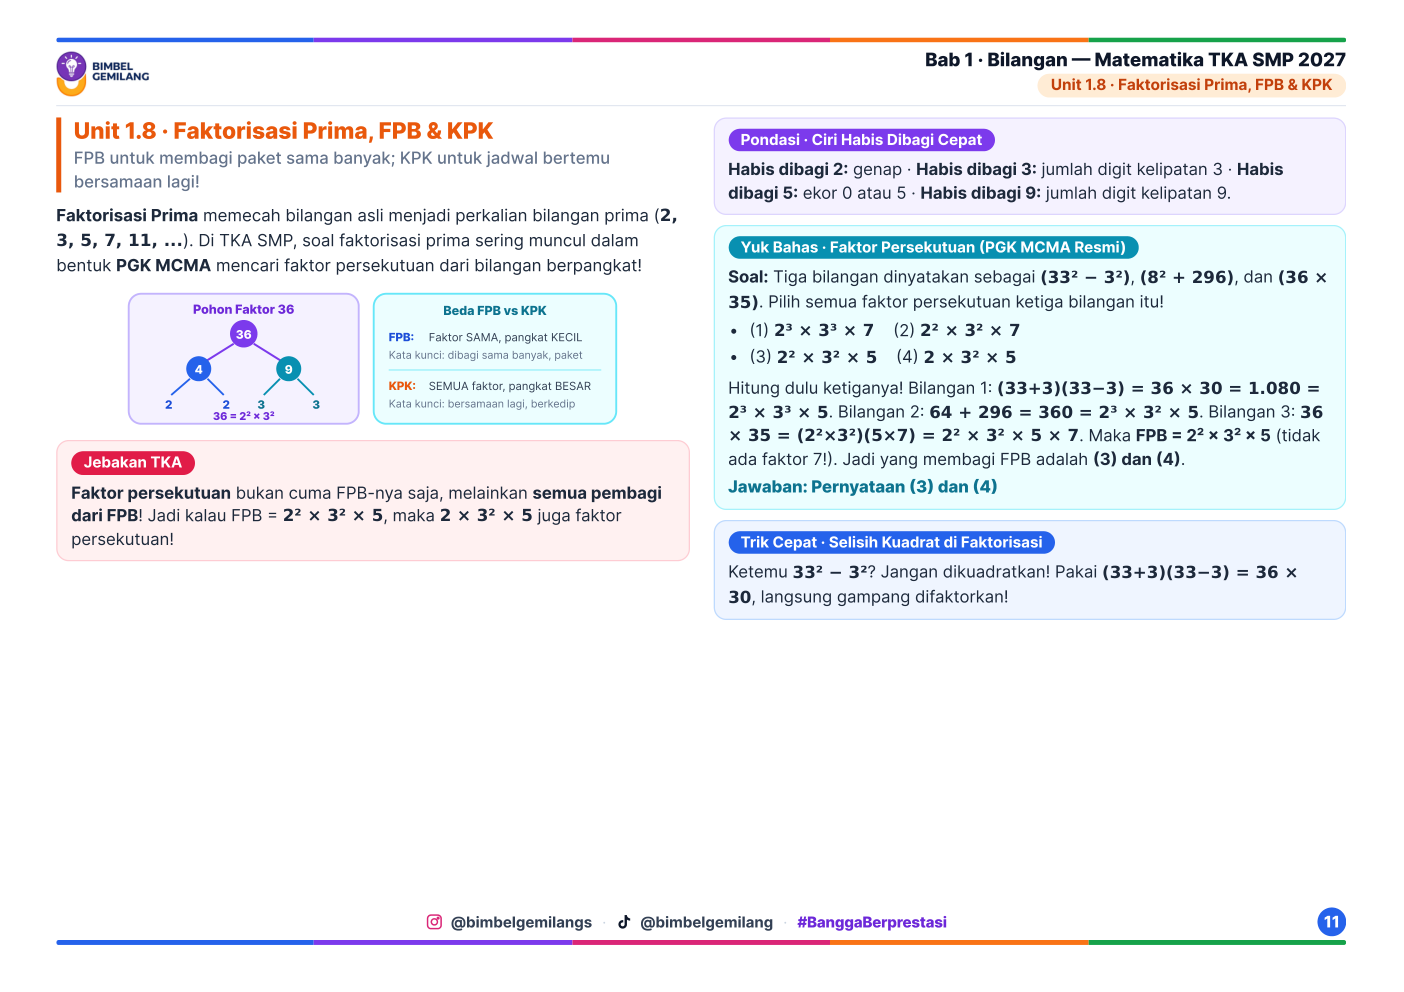 BIMBEL
GEMILANG
Bab 1 · Bilangan — Matematika TKA SMP 2027
Unit 1.8 · Faktorisasi Prima, FPB & KPK
Unit 1.8 · Faktorisasi Prima, FPB & KPK
FPB untuk membagi paket sama banyak; KPK untuk jadwal bertemu
bersamaan lagi!
Faktorisasi Prima memecah bilangan asli menjadi perkalian bilangan prima (2,
3, 5, 7, 11, ...). Di TKA SMP, soal faktorisasi prima sering muncul dalam
bentuk PGK MCMA mencari faktor persekutuan dari bilangan berpangkat!
Pohon Faktor 36
36
4 9
2 2 3 3
36 = 2² × 3²
Beda FPB vs KPK
FPB: Faktor SAMA, pangkat KECIL
Kata kunci: dibagi sama banyak, paket
KPK: SEMUA faktor, pangkat BESAR
Kata kunci: bersamaan lagi, berkedip
Jebakan TKA
Faktor persekutuan bukan cuma FPB-nya saja, melainkan semua pembagi
dari FPB! Jadi kalau FPB = 2² × 3² × 5, maka 2 × 3² × 5 juga faktor
persekutuan!
Pondasi · Ciri Habis Dibagi Cepat
Habis dibagi 2: genap · Habis dibagi 3: jumlah digit kelipatan 3 · Habis
dibagi 5: ekor 0 atau 5 · Habis dibagi 9: jumlah digit kelipatan 9.
Yuk Bahas · Faktor Persekutuan (PGK MCMA Resmi)
Soal: Tiga bilangan dinyatakan sebagai (33² − 3²), (8² + 296), dan (36 ×
35). Pilih semua faktor persekutuan ketiga bilangan itu!
• (1) 2³ × 3³ × 7 (2) 2² × 3² × 7
• (3) 2² × 3² × 5 (4) 2 × 3² × 5
Hitung dulu ketiganya! Bilangan 1: (33+3)(33−3) = 36 × 30 = 1.080 =
2³ × 3³ × 5. Bilangan 2: 64 + 296 = 360 = 2³ × 3² × 5. Bilangan 3: 36
× 35 = (2²×3²)(5×7) = 2² × 3² × 5 × 7. Maka FPB = 2² × 3² × 5 (tidak
ada faktor 7!). Jadi yang membagi FPB adalah (3) dan (4).
Jawaban: Pernyataan (3) dan (4)
Trik Cepat · Selisih Kuadrat di Faktorisasi
Ketemu 33² − 3²? Jangan dikuadratkan! Pakai (33+3)(33−3) = 36 ×
30, langsung gampang difaktorkan!
@bimbelgemilangs · @bimbelgemilang · #BanggaBerprestasi
11